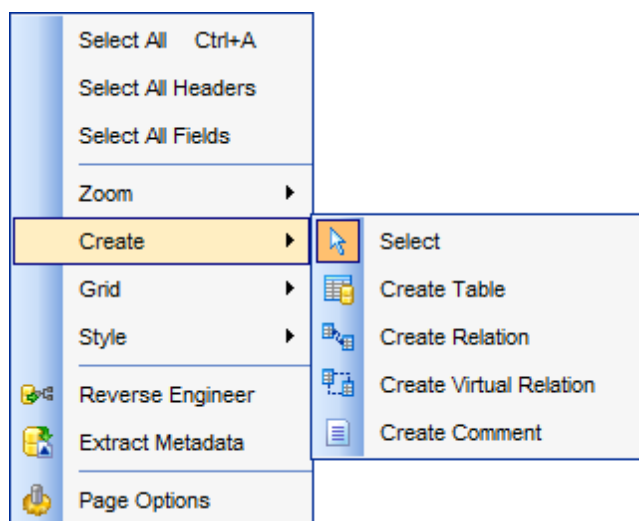 Select All Ctrl+A
Select All Headers
Select All Fields
Zoom
Create
Grid
Style
Reverse Engineer
Extract Metadata
Page Options
Select
Create Table
Create Relation
Create Virtual Relation
Create Comment